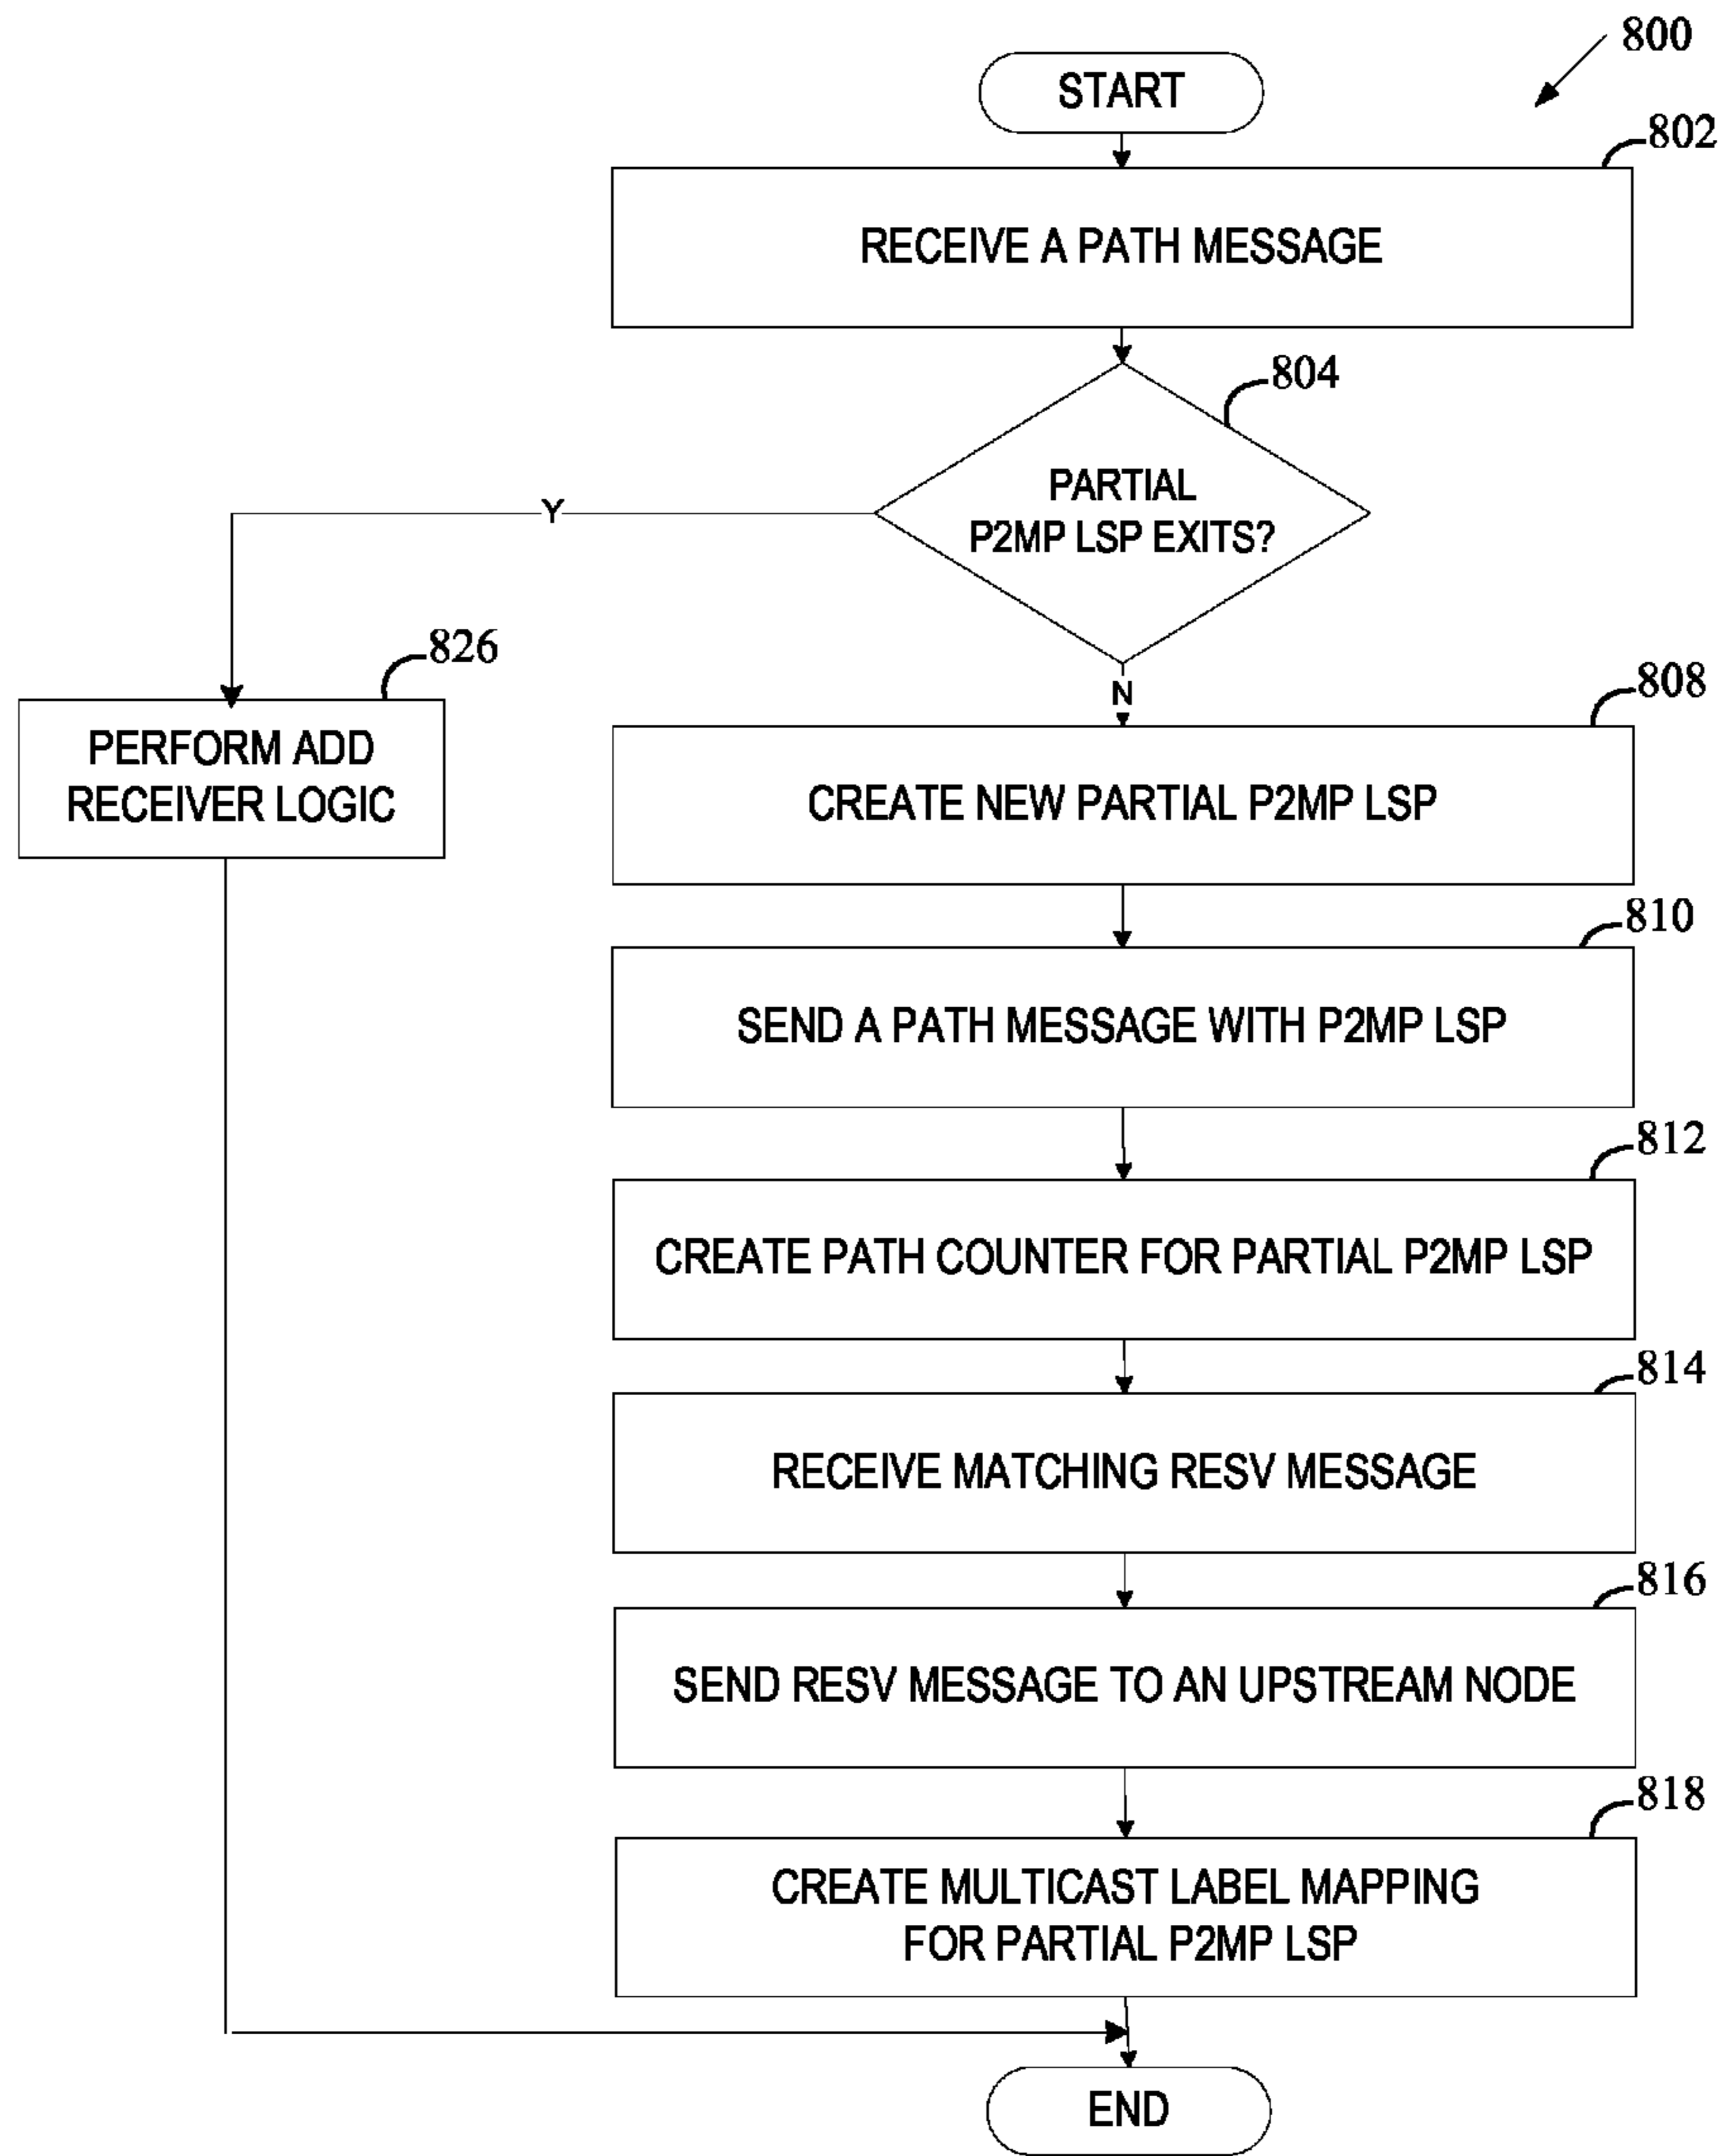 800
START
802
RECEIVE A PATH MESSAGE
804
PARTIAL
P2MP LSP EXITS?
Y
N
826
PERFORM ADD
RECEIVER LOGIC
808
CREATE NEW PARTIAL P2MP LSP
810
SEND A PATH MESSAGE WITH P2MP LSP
812
CREATE PATH COUNTER FOR PARTIAL P2MP LSP
814
RECEIVE MATCHING RESV MESSAGE
816
SEND RESV MESSAGE TO AN UPSTREAM NODE
818
CREATE MULTICAST LABEL MAPPING
FOR PARTIAL P2MP LSP
END